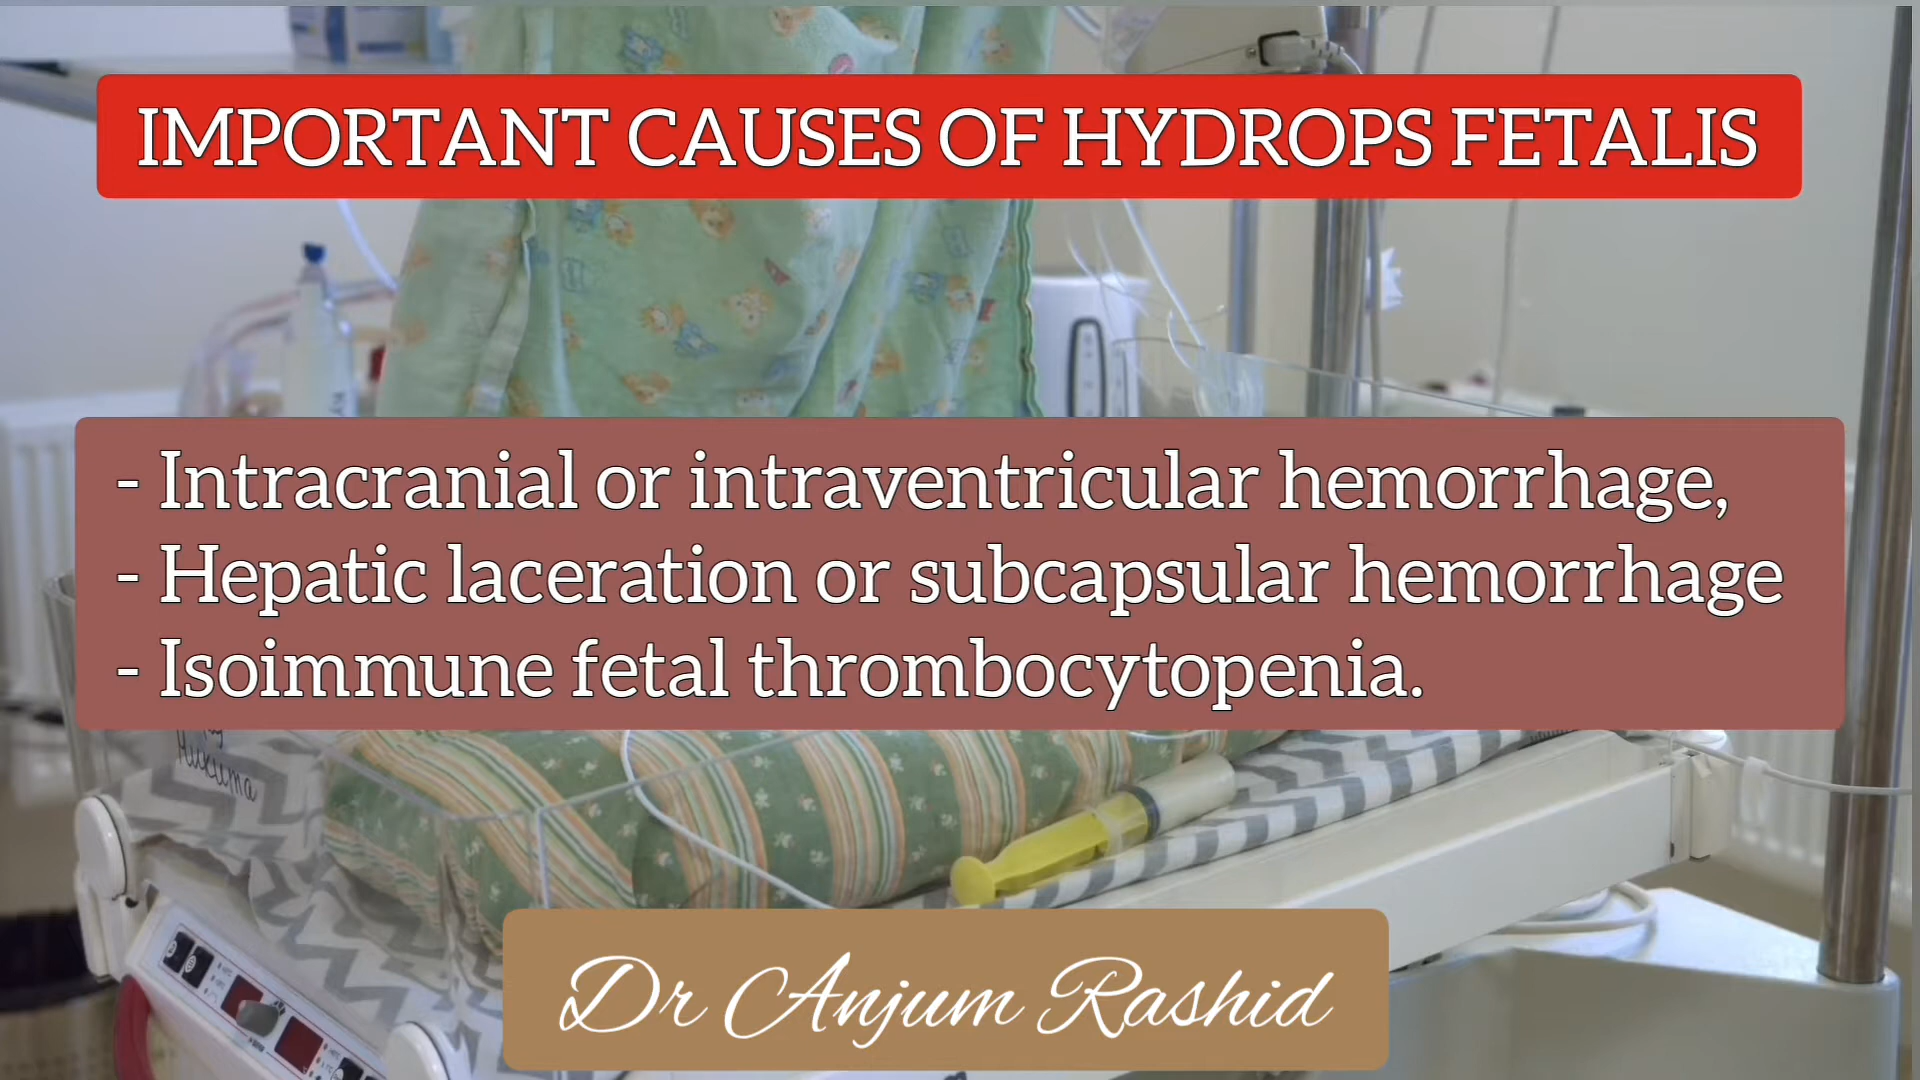 IMPORTANT CAUSES OF HYDROPS FETALIS
- Intracranial or intraventricular hemorrhage,
- Hepatic laceration or subcapsular hemorrhage
- Isoimmune fetal thrombocytopenia.
Dr Anjum Rashid